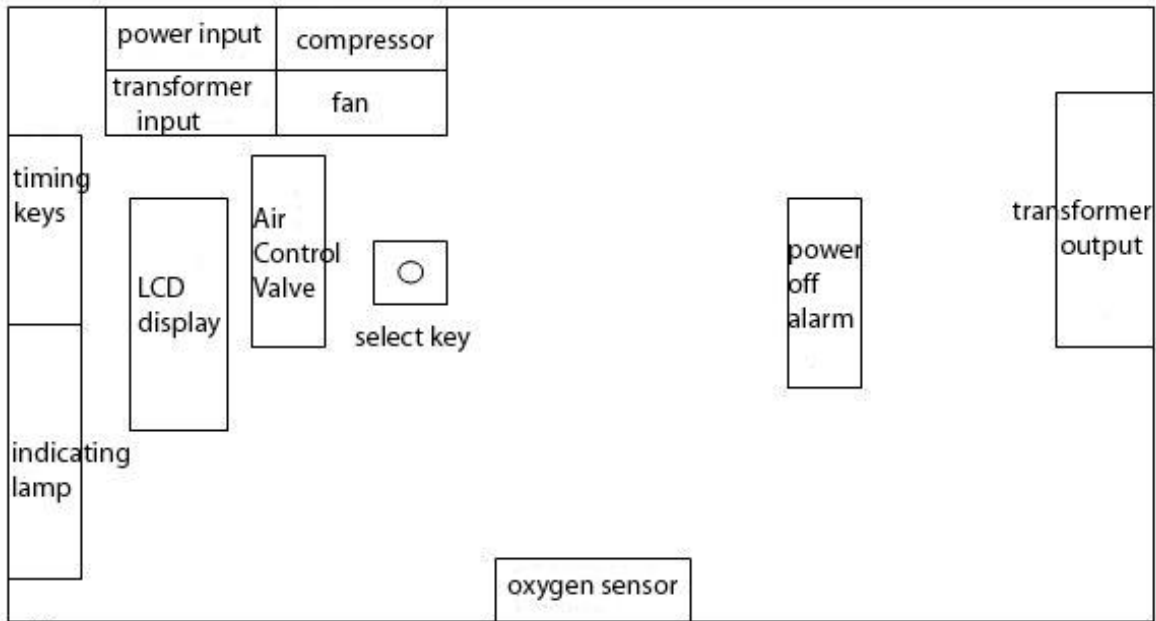 power input
compressor
transformer
input
fan
timing
keys
LCD
display
Air
Control
Valve
select key
power
off
alarm
transformer
output
indicating
lamp
oxygen sensor